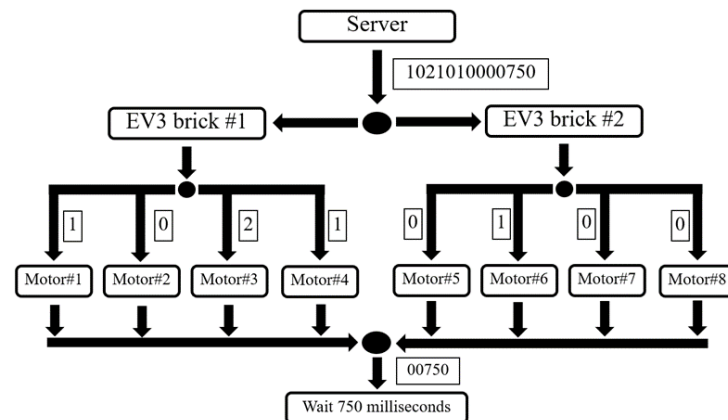 Server
1021010000750
EV3 brick #1
EV3 brick #2
1
0
2
1
0
1
0
0
Motor#1
Motor#2
Motor#3
Motor#4
Motor#5
Motor#6
Motor#7
Motor#8
00750
Wait 750 milliseconds